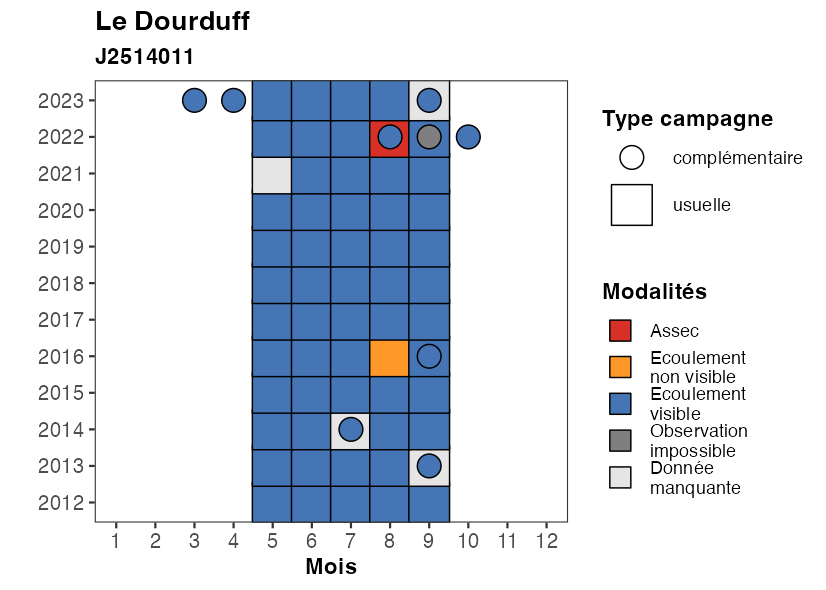 Le Dourduff
J2514011
2023
2022
2021
2020
2019
2018
2017
2016
2015
2014
2013
2012
1 2 3 4 5 6 7 8 9 10 11 12
Mois
Type campagne
complémentaire
usuelle
Modalités
Assec
Ecoulement
non visible
Ecoulement
visible
Observation
impossible
Donnée
manquante